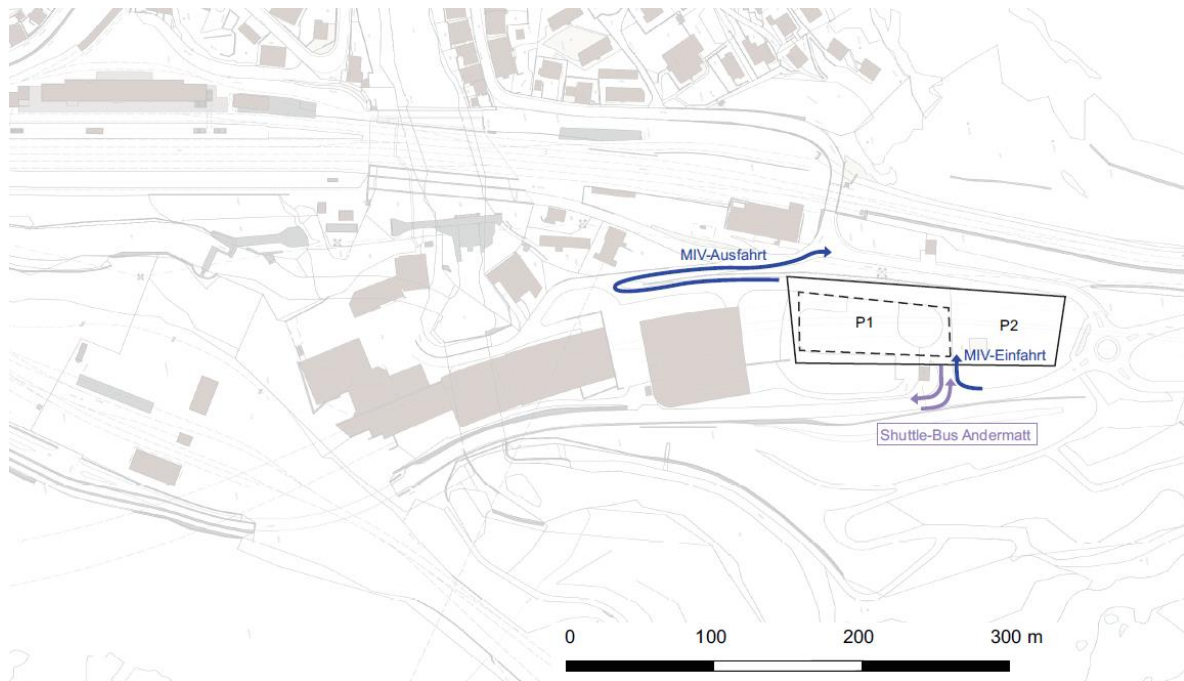 MIV-Ausfahrt
P1
P2
MIV-Einfahrt
Shuttle-Bus Andermatt
0 100 200 300 m